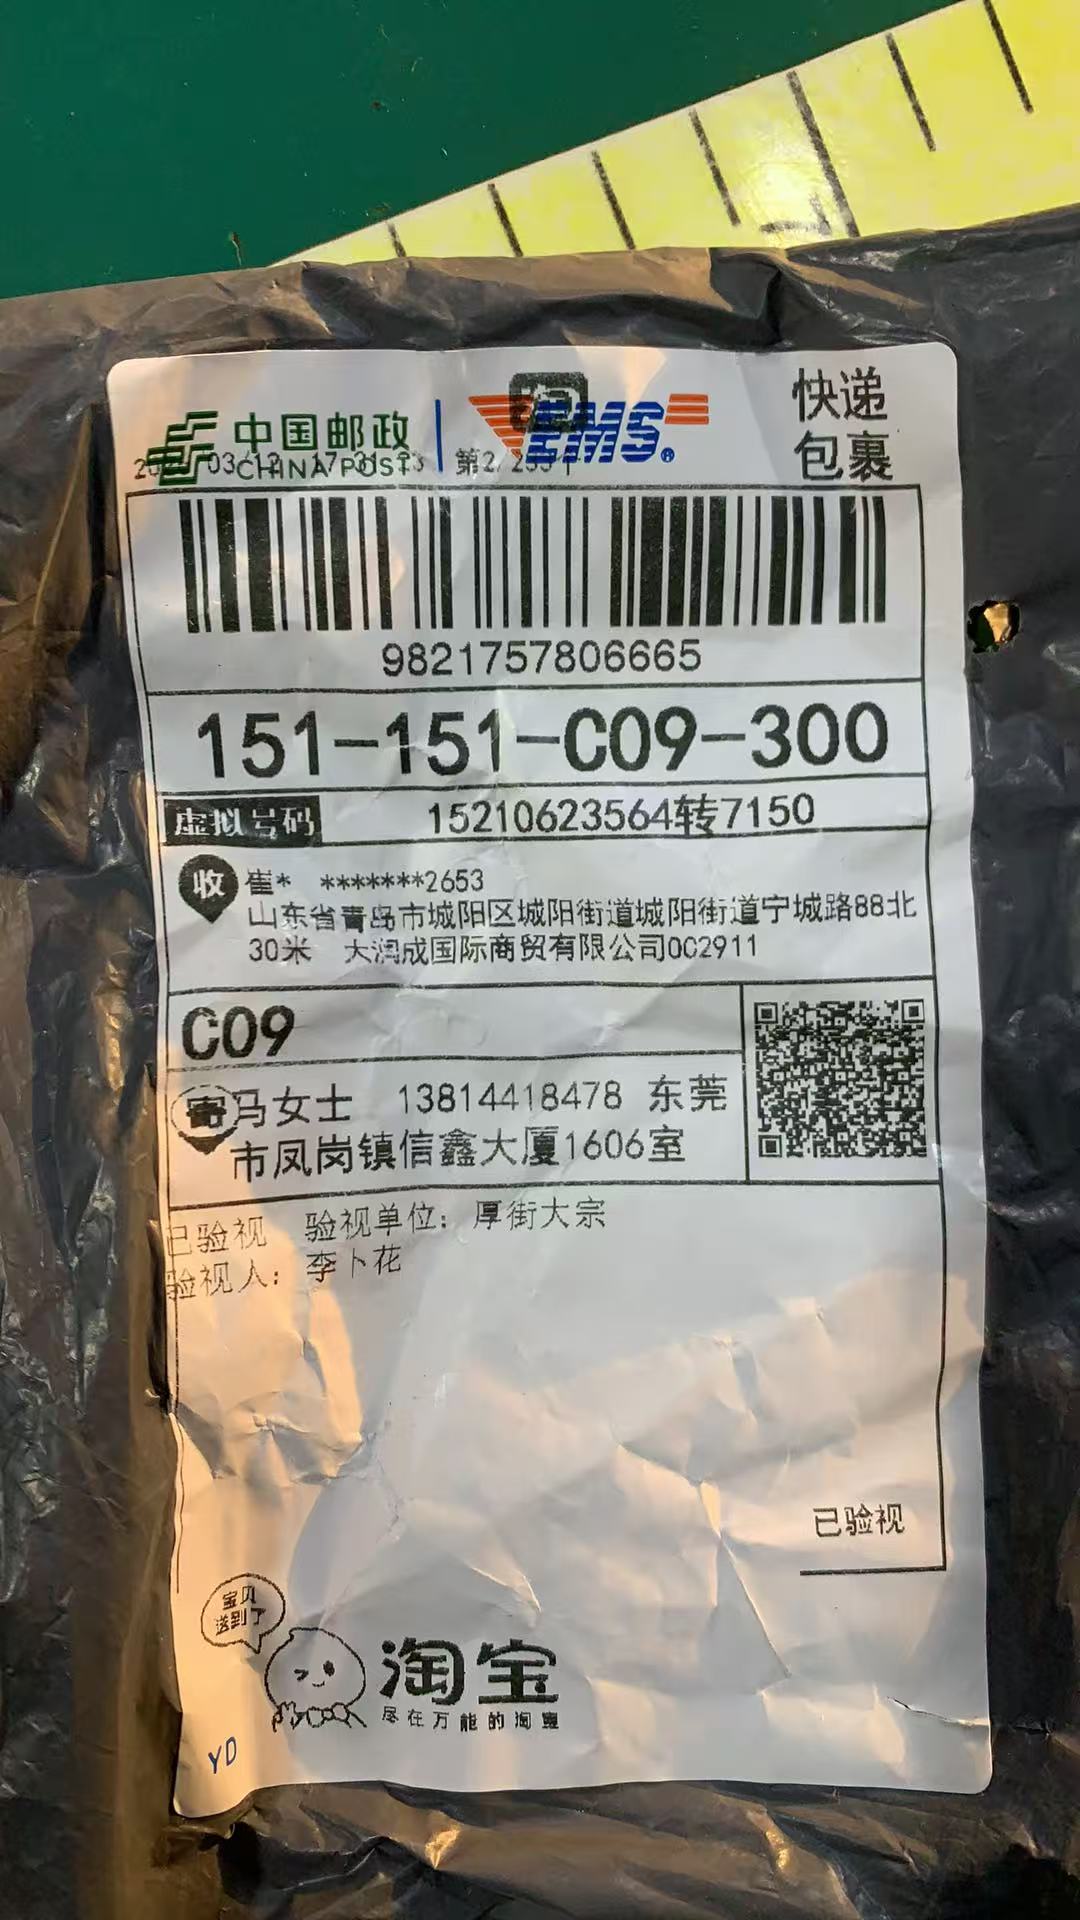 中国邮政
CHINA POST
EMS
快递
包裹
第2/
9821757806665
151-151-C09-300
虚拟号码
15210623564转7150
收
崔* *******2653
山东省青岛市城阳区城阳街道城阳街道宁城路88北
30米 大润成国际商贸有限公司0C2911
C09
寄
马女士 13814418478 东莞
市凤岗镇信鑫大厦1606室
已验视 验视单位：厚街大宗
验视人：李卜花
已验视
宝贝
送到了
淘宝
尽在万能的淘宝
YD